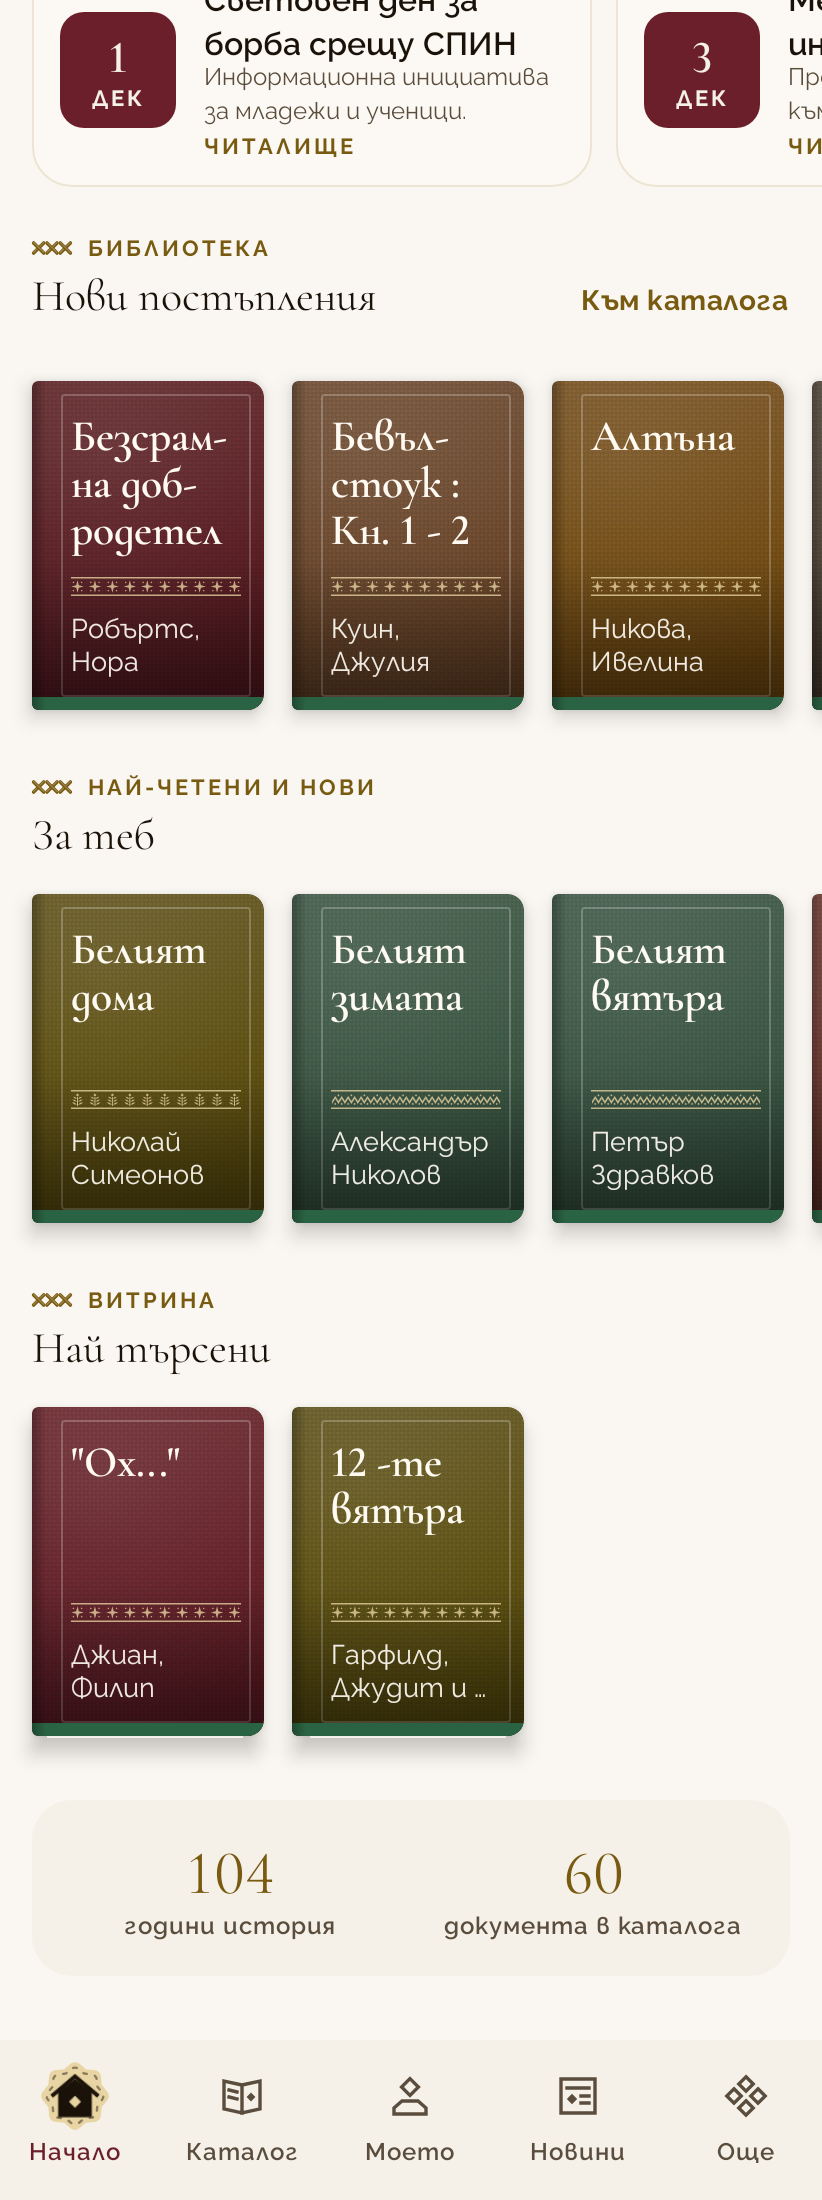 Световен ден за
борба срещу СПИН
1
ДЕК
Информационна инициатива
за младежи и ученици.
ЧИТАЛИЩЕ
3
ДЕК
БИБЛИОТЕКА
Нови постъпления
Към каталога
Безсрам-
на доб-
родетел
Робъртс,
Нора
Бевъл-
стоук :
Кн. 1 - 2
Куин,
Джулия
Алтъна
Никова,
Ивелина
НАЙ-ЧЕТЕНИ И НОВИ
За теб
Белият
дома
Николай
Симеонов
Белият
зимата
Александър
Николов
Белият
вятъра
Петър
Здравков
ВИТРИНА
Най търсени
"Ох..."
Джиан,
Филип
12 -те
вятъра
Гарфилд,
Джудит и ...
104
години история
60
документа в каталога
Начало
Каталог
Моето
Новини
Още